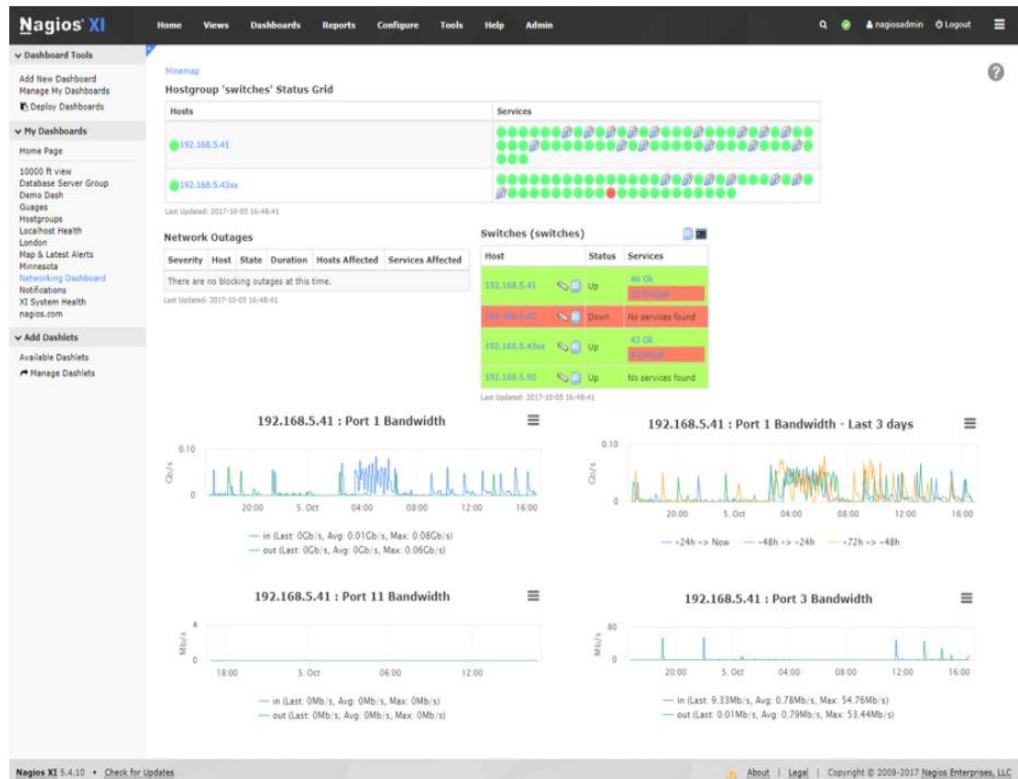 Nagios XI
Home Views Dashboards Reports Configure Tools Help Admin
nagiosadmin Logout
Dashboard Tools
Add New Dashboard
Manage My Dashboards
Deploy Dashboards
My Dashboards
Home Page
10000 ft view
Database Server Group
Demo Dash
Guages
Hostgroups
Localhost Health
London
Map & Latest Alerts
Minnesota
Networking Dashboard
Notifications
XI System Health
nagios.com
Add Dashlets
Available Dashlets
Manage Dashlets
Minemap
Hostgroup 'switches' Status Grid
Hosts Services
192.168.5.41
192.168.5.43xx
Last Updated: 2017-10-05 16:48:41
Network Outages
Severity Host State Duration Hosts Affected Services Affected
There are no blocking outages at this time.
Last Updated: 2017-10-05 16:48:41
Switches (switches)
Host Status Services
192.168.5.41 Up 46 Ok
Critical
Down No services found
192.168.5.43xx Up 43 Ok
Critical
192.168.5.90 Up No services found
Last Updated: 2017-10-05 16:48:41
192.168.5.41 : Port 1 Bandwidth
Gb/s
0.10
0
20:00 5. Oct 04:00 08:00 12:00 16:00
in (Last: 0Gb/s, Avg: 0.01Gb/s, Max: 0.08Gb/s)
out (Last: 0Gb/s, Avg: 0Gb/s, Max: 0.06Gb/s)
192.168.5.41 : Port 1 Bandwidth - Last 3 days
Gb/s
0.10
0
20:00 5. Oct 04:00 08:00 12:00 16:00
-24h -> Now -48h -> -24h -72h -> -48h
192.168.5.41 : Port 11 Bandwidth
Mb/s
4
0
18:00 5. Oct 06:00 12:00
in (Last: 0Mb/s, Avg: 0Mb/s, Max: 0Mb/s)
out (Last: 0Mb/s, Avg: 0Mb/s, Max: 0Mb/s)
192.168.5.41 : Port 3 Bandwidth
Mb/s
80
0
20:00 5. Oct 04:00 08:00 12:00 16:00
in (Last: 9.33Mb/s, Avg: 0.78Mb/s, Max: 54.76Mb/s)
out (Last: 0.01Mb/s, Avg: 0.79Mb/s, Max: 53.44Mb/s)
Nagios XI 5.4.10 • Check for Updates
About | Legal | Copyright © 2008-2017 Nagios Enterprises, LLC